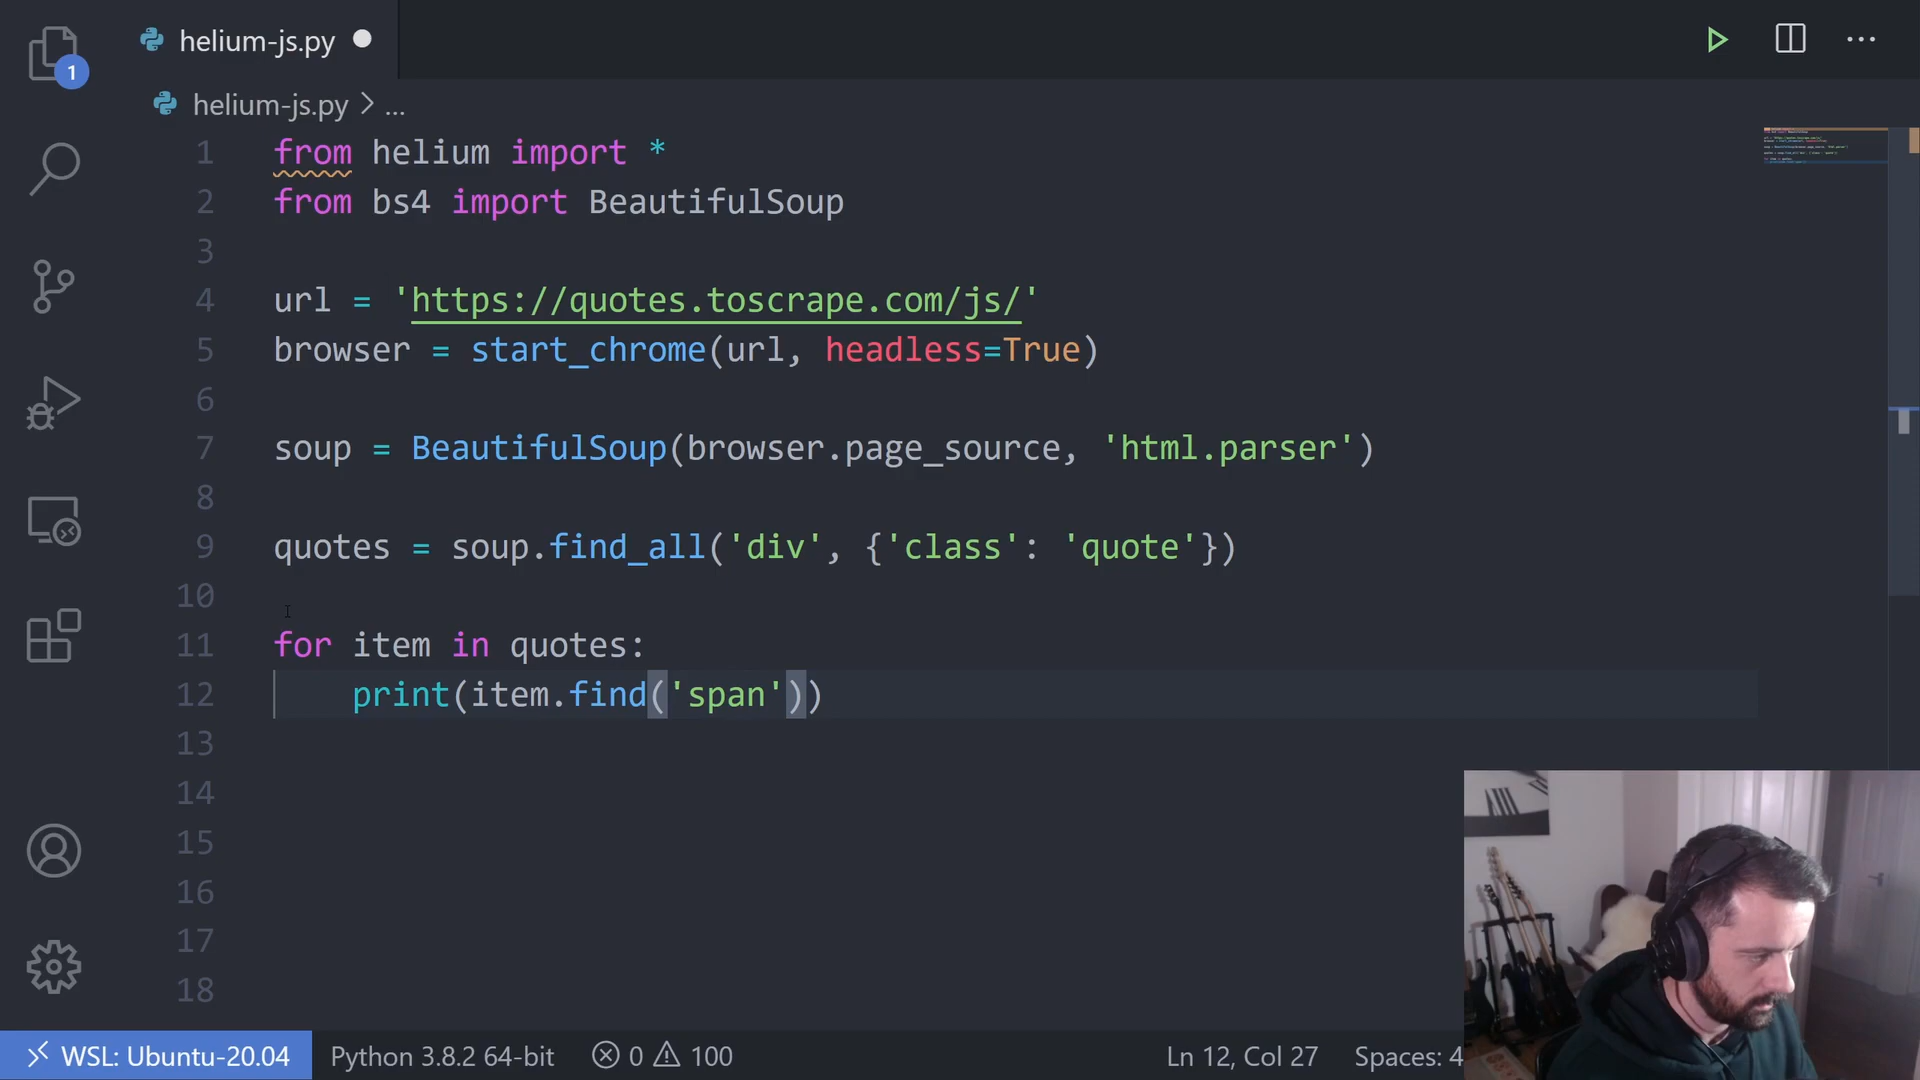 helium-js.py
1
helium-js.py > ...
1 from helium import *
2 from bs4 import BeautifulSoup
3
4 url = 'https://quotes.toscrape.com/js/'
5 browser = start_chrome(url, headless=True)
6
7 soup = BeautifulSoup(browser.page_source, 'html.parser')
8
9 quotes = soup.find_all('div', {'class': 'quote'})
10
11 for item in quotes:
12 print(item.find('span'))
13
14
15
16
17
18
WSL: Ubuntu-20.04 Python 3.8.2 64-bit 0 100 Ln 12, Col 27 Spaces: 4